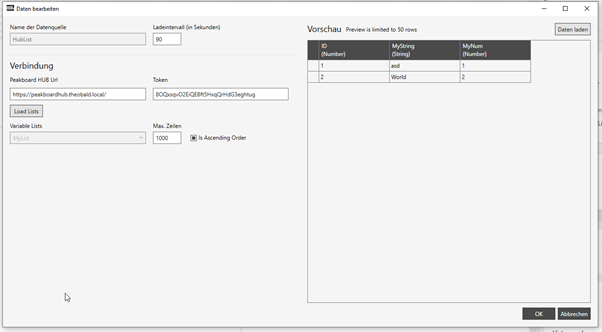 Daten bearbeiten
Name der Datenquelle
Ladeintervall (in Sekunden)
HubList
90
Verbindung
Peakboard HUB Url
Token
https://peakboardhub.theobald.local/
Load Lists
Variable Lists
Max. Zeilen
MyList
1000
Is Ascending Order
Vorschau Preview is limited to 50 rows
Daten laden
ID (Number)
MyString (String)
MyNum (Number)
1 asd 1
2 World 2
OK
Abbrechen